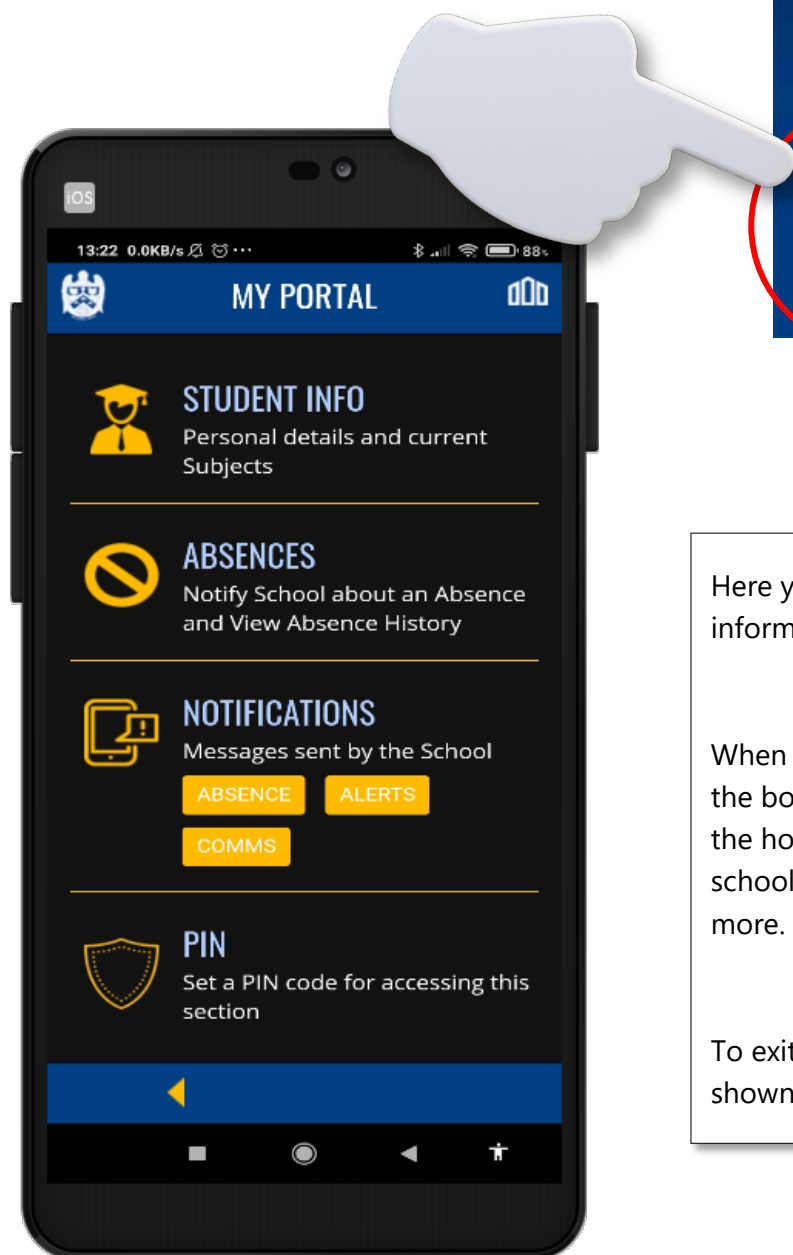 iOS
13:22 0.0KB/s 88%
MY PORTAL
STUDENT INFO
Personal details and current
Subjects
ABSENCES
Notify School about an Absence
and View Absence History
NOTIFICATIONS
Messages sent by the School
ABSENCE ALERTS
COMMS
PIN
Set a PIN code for accessing this
section
Here y
inform
When
the bo
the ho
school
more.
To exit
shown